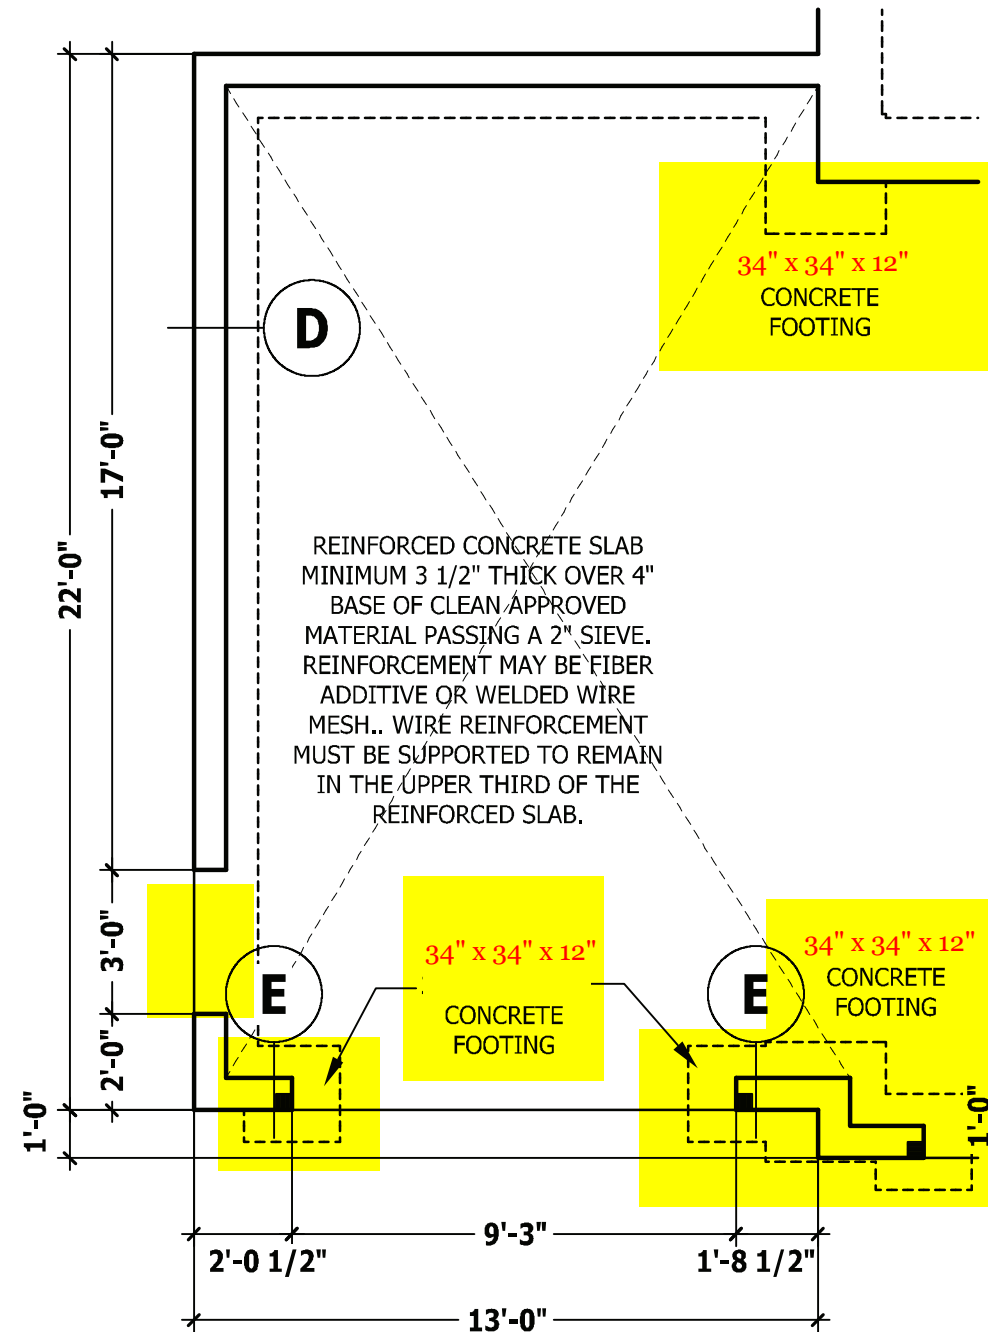 34" x 34" x 12"
CONCRETE
FOOTING
D
17'-0"
22'-0"
REINFORCED CONCRETE SLAB
MINIMUM 3 1/2" THICK OVER 4"
BASE OF CLEAN APPROVED
MATERIAL PASSING A 2" SIEVE.
REINFORCEMENT MAY BE FIBER
ADDITIVE OR WELDED WIRE
MESH.. WIRE REINFORCEMENT
MUST BE SUPPORTED TO REMAIN
IN THE UPPER THIRD OF THE
REINFORCED SLAB.
3'-0"
34" x 34" x 12"
CONCRETE
FOOTING
34" x 34" x 12"
CONCRETE
FOOTING
E
E
2'-0"
1'-0"
1'-0"
9'-3"
2'-0 1/2"
1'-8 1/2"
13'-0"